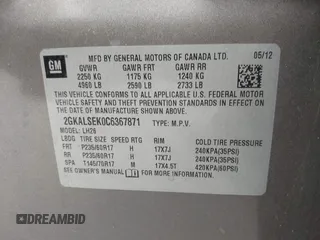 GM
MFD BY GENERAL MOTORS OF CANADA LTD. 05/12
GVWR GAWR FRT GAWR RR
2250 KG 1175 KG 1240 KG
4960 LB 2590 LB 2733 LB
THIS VEHICLE CONFORMS TO ALL APPLICABLE U.S. FEDERAL MOTOR
VEHICLE SAFETY AND THEFT PREVENTION STANDARDS IN EFFECT ON
THE DATE OF MANUFACTURE SHOWN ABOVE.
2GKALSEK0C6367871 TYPE: M.P.V.
MODEL: LH26
TIRE SIZE SPEED RTG RIM COLD TIRE PRESSURE
FRT P235/60R17 H 17X7J 240KPA(35PSI)
RR P235/60R17 H 17X7J 240KPA(35PSI)
SPA T145/70R17 M 17X4.5T 420KPA(60PSI)
SEE OWNER'S MANUAL FOR ADDITIONAL INFORMATION
DREAMBID